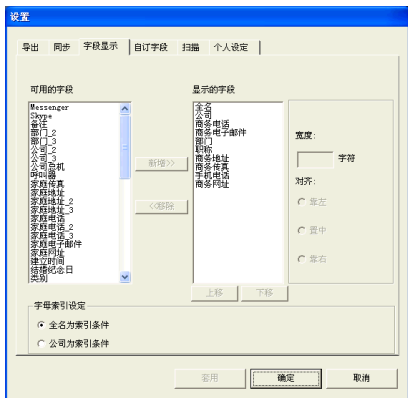 设置
导出 同步 字段显示 自订字段 扫描 个人设定
可用的字段
Messenger
Skype
备注
部门_2
部门_3
公司_2
公司_3
公司总机
呼叫器
家庭传真
家庭地址
家庭地址_2
家庭地址_3
家庭电话
家庭电话_2
家庭电话_3
家庭电子邮件
家庭网址
建立时间
结婚纪念日
类别
新增>>
<<移除
显示的字段
全名
公司
商务电话
商务电子邮件
部门
职称
商务地址
商务传真
手机电话
商务网址
上移 下移
宽度:
字符
对齐:
靠左
置中
靠右
字母索引设定
全名为索引条件
公司为索引条件
套用 确定 取消